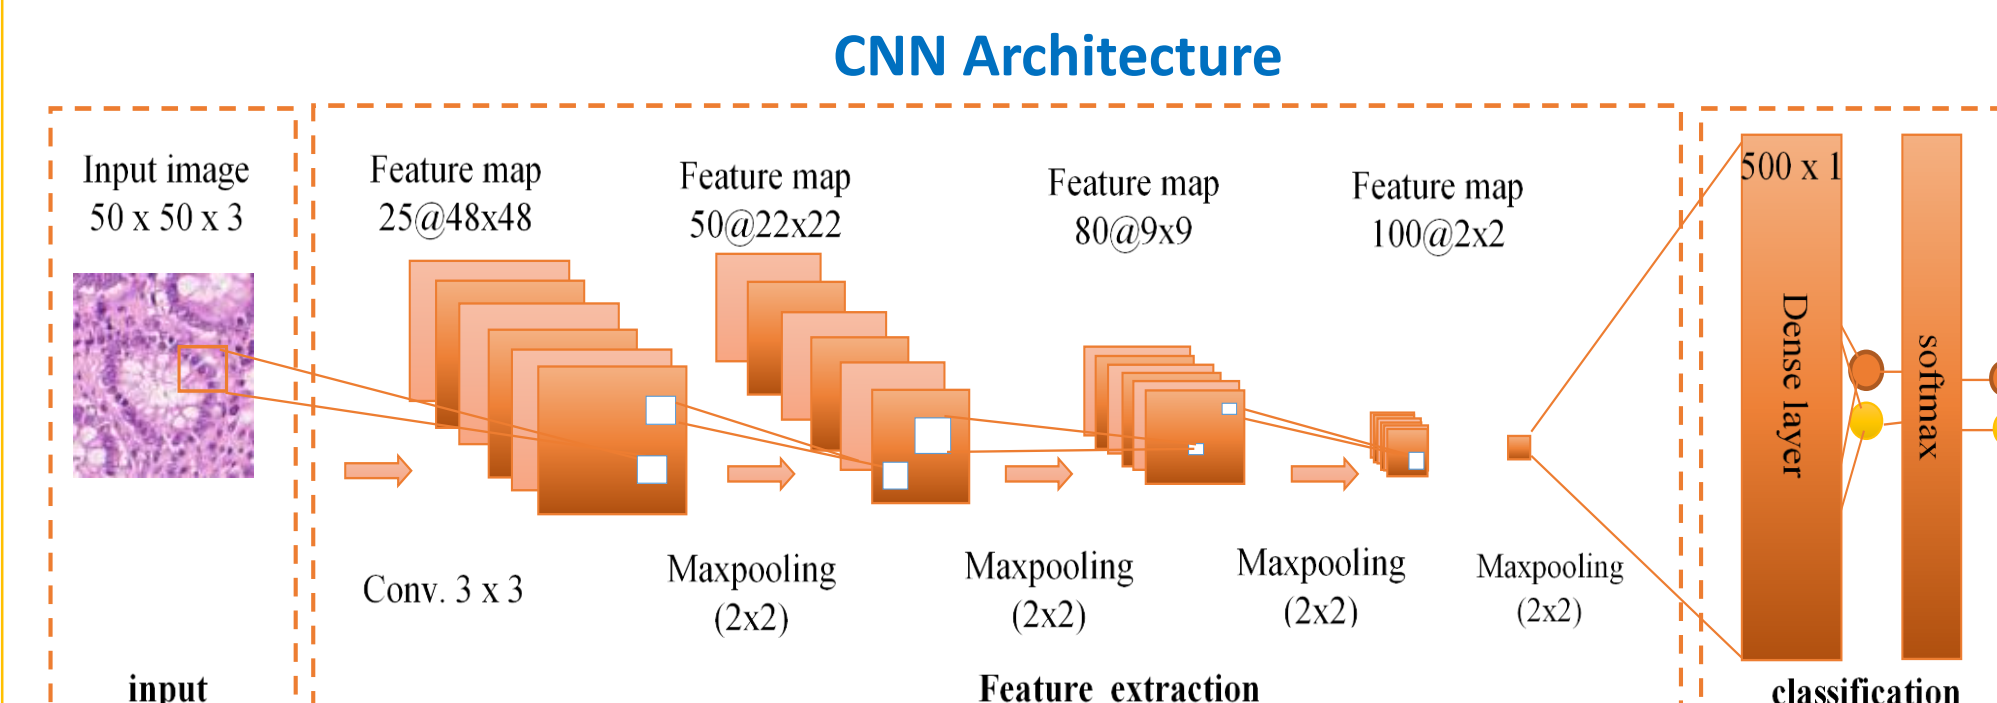 CNN Architecture
Input image
50 x 50 x 3
Feature map
25@48x48
Feature map
50@22x22
Feature map
80@9x9
Feature map
100@2x2
500 x 1
Dense layer
softmax
Conv. 3 x 3
Maxpooling
(2x2)
Maxpooling
(2x2)
Maxpooling
(2x2)
Maxpooling
(2x2)
input
Feature extraction
classification